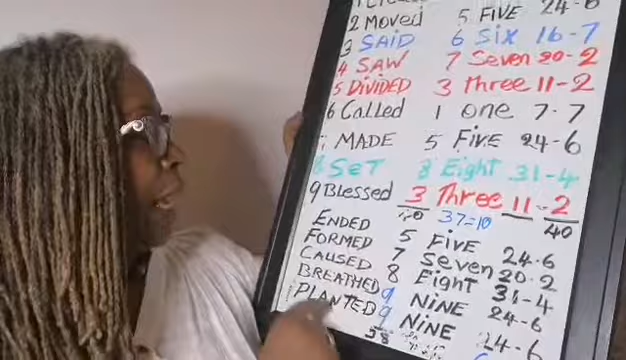 24-6
2 MOVED 5 FIVE
3 SAID 6 SIX 16-7
4 SAW 7 Seven 20-2
5 DIVIDED 3 Three 11-2
6 Called 1 one 7-7
7 MADE 5 FIVE 24-6
8 SeT 8 Eight 31-4
9 Blessed 3 Three 11-2
40 37=10 40
ENDED 5 FIVE 24-6
FORMED 7 Seven 20-2
CAUSED 8 Eight 31-4
BREATHED 9 NINE 24-6
PLANTED 9 NINE 24-6
58